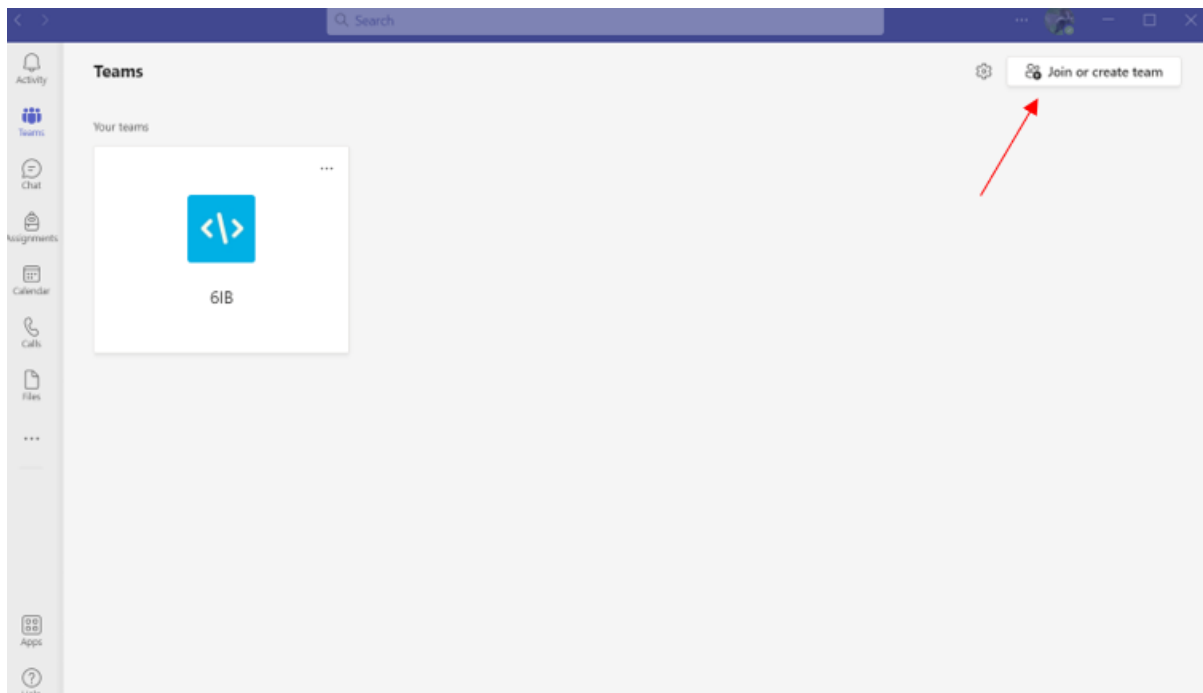 Search
Activity
Teams
Chat
Assignments
Calendar
Calls
Files
Apps
Teams
Join or create team
Your teams
6IB